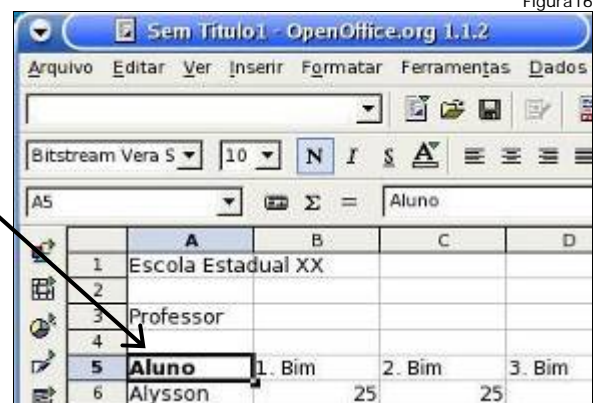 Figura16
Sem Título1 - OpenOffice.org 1.1.2
Arquivo Editar Ver Inserir Formatar Ferramentas Dados
Bitstream Vera S 10 N I S A
A5 Σ = Aluno
A B C D
1 Escola Estadual XX
2
3 Professor
4
5 Aluno 1. Bim 2. Bim 3. Bim
6 Alysson 25 25